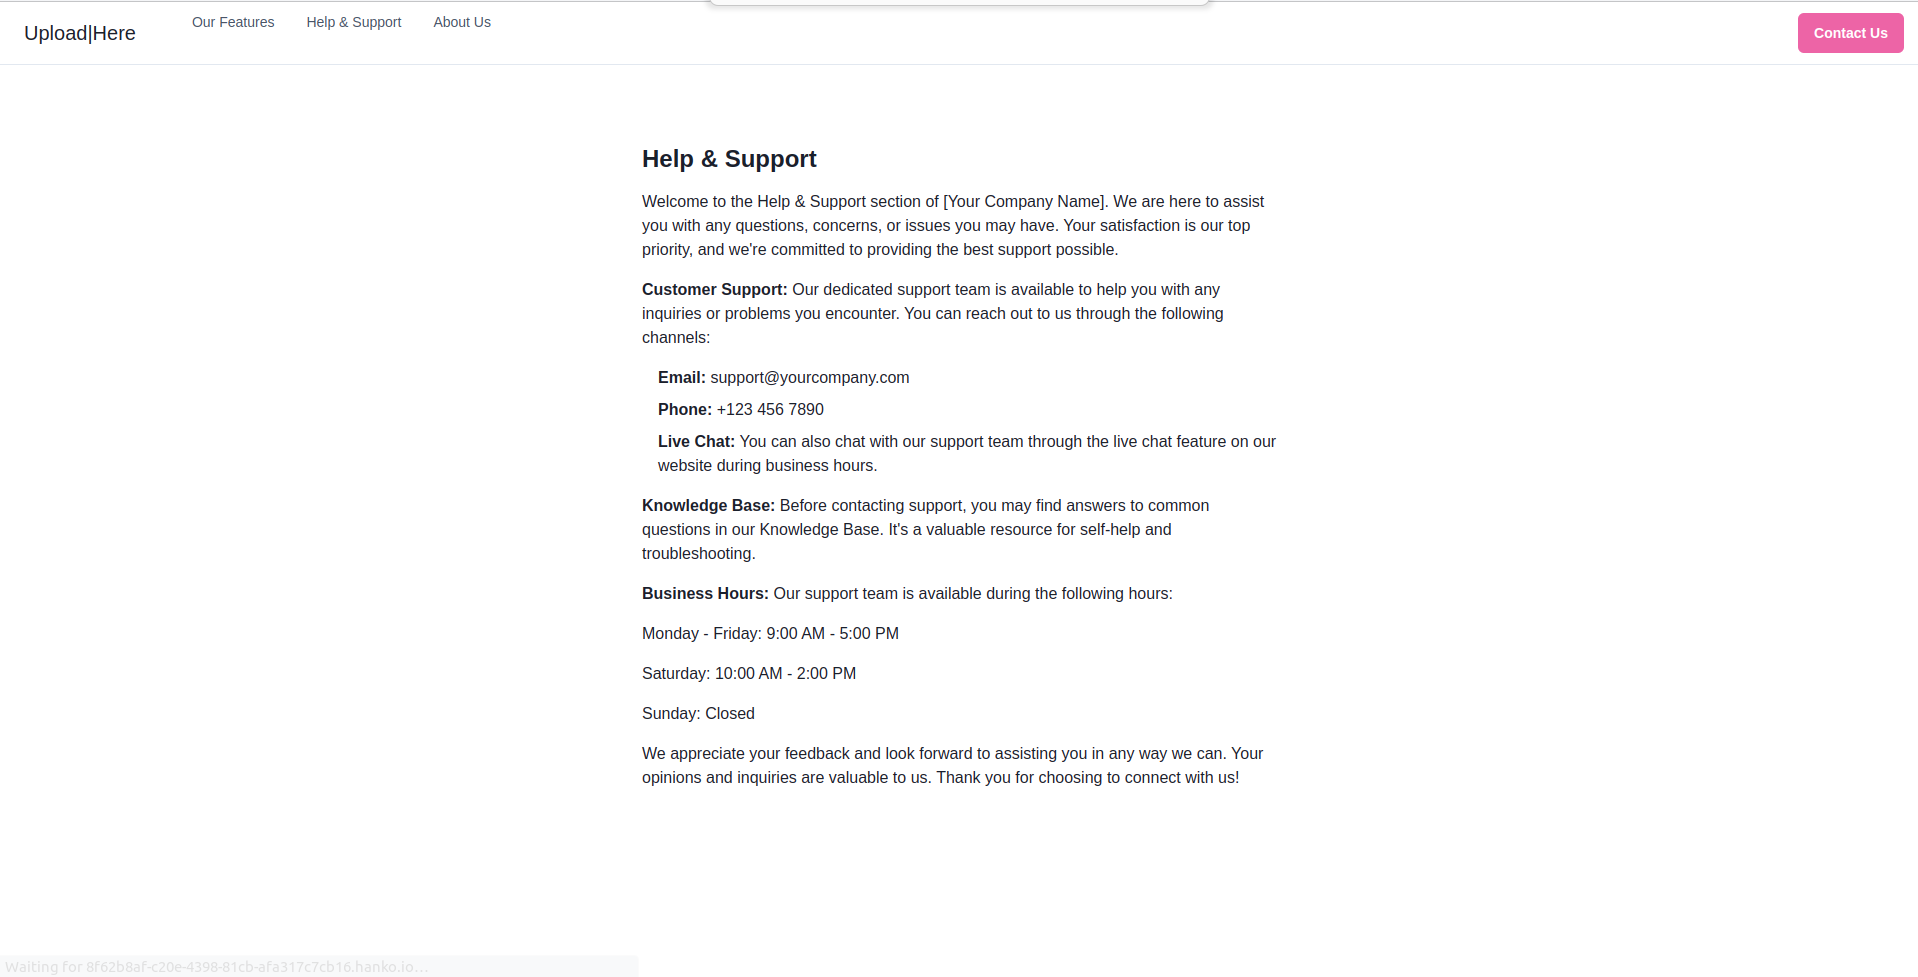 Upload|Here
Our Features
Help & Support
About Us
Contact Us
Help & Support
Welcome to the Help & Support section of [Your Company Name]. We are here to assist
you with any questions, concerns, or issues you may have. Your satisfaction is our top
priority, and we're committed to providing the best support possible.
Customer Support: Our dedicated support team is available to help you with any
inquiries or problems you encounter. You can reach out to us through the following
channels:
Email: support@yourcompany.com
Phone: +123 456 7890
Live Chat: You can also chat with our support team through the live chat feature on our
website during business hours.
Knowledge Base: Before contacting support, you may find answers to common
questions in our Knowledge Base. It's a valuable resource for self-help and
troubleshooting.
Business Hours: Our support team is available during the following hours:
Monday - Friday: 9:00 AM - 5:00 PM
Saturday: 10:00 AM - 2:00 PM
Sunday: Closed
We appreciate your feedback and look forward to assisting you in any way we can. Your
opinions and inquiries are valuable to us. Thank you for choosing to connect with us!
Waiting for 8f62b8af-c20e-4398-81cb-afa317c7cb16.hanko.io...